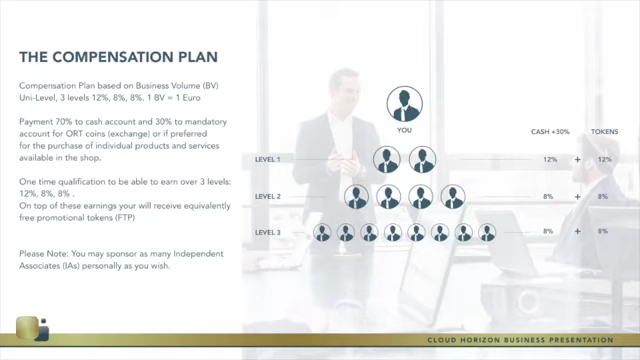 THE COMPENSATION PLAN
Compensation Plan based on Business Volume (BV)
Uni-Level, 3 levels 12%, 8%, 8%. 1 BV = 1 Euro
Payment 70% to cash account and 30% to mandatory
account for ORT coins (exchange) or if preferred
for the purchase of individual products and services
available in the shop.
One time qualification to be able to earn over 3 levels:
12%, 8%, 8% .
On top of these earnings your will receive equivalently
free promotional tokens (FTP)
Please Note: You may sponsor as many Independent
Associates (IAs) personally as you wish.
YOU
CASH +30% TOKENS
LEVEL 1 12% + 12%
LEVEL 2 8% + 8%
LEVEL 3 8% + 8%
CLOUD HORIZON BUSINESS PRESENTATION